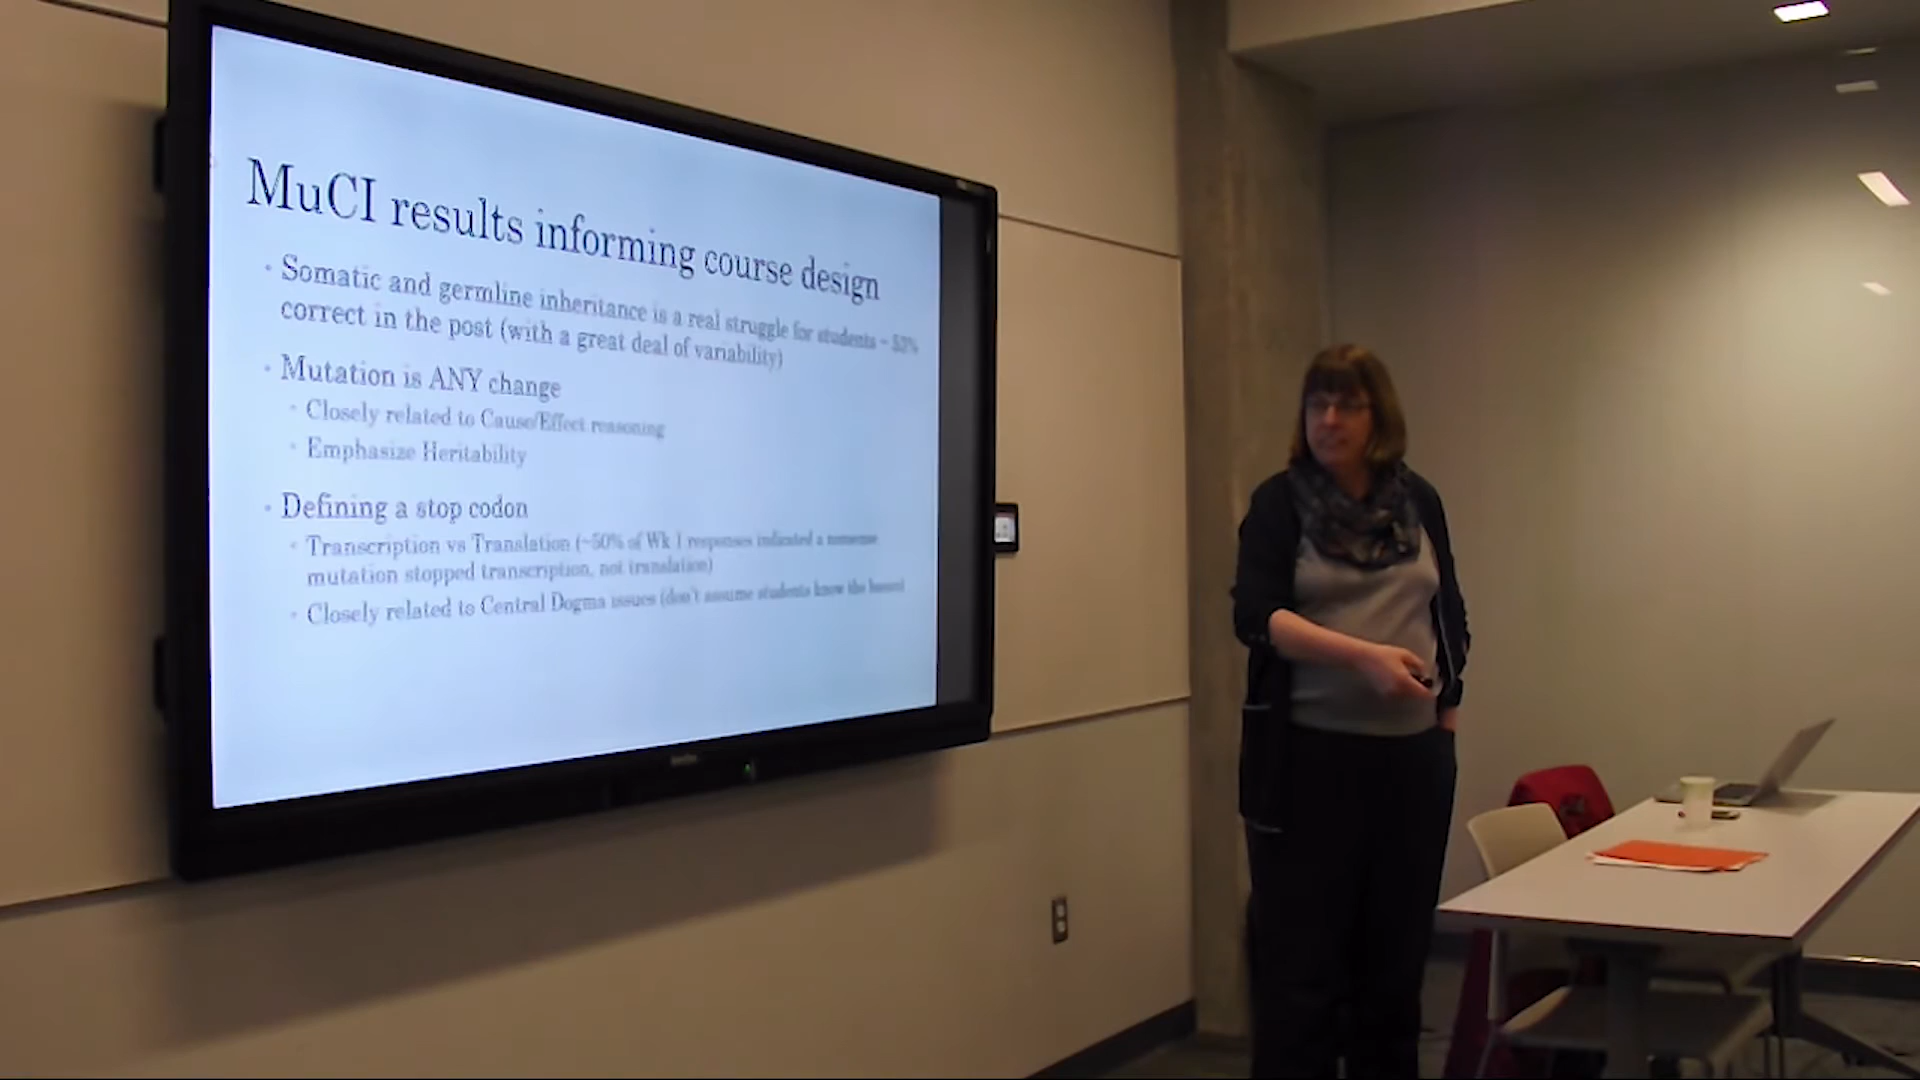 MuCI results informing course design
• Somatic and germline inheritance is a real struggle for students ~ 52%
correct in the post (with a great deal of variability)
• Mutation is ANY change
• Closely related to Cause/Effect reasoning
• Emphasize Heritability
• Defining a stop codon
• Transcription vs Translation (~50% of Wk 1 responses indicated a nonsense
mutation stopped transcription, not translation)
• Closely related to Central Dogma issues (don't assume students know the basics)